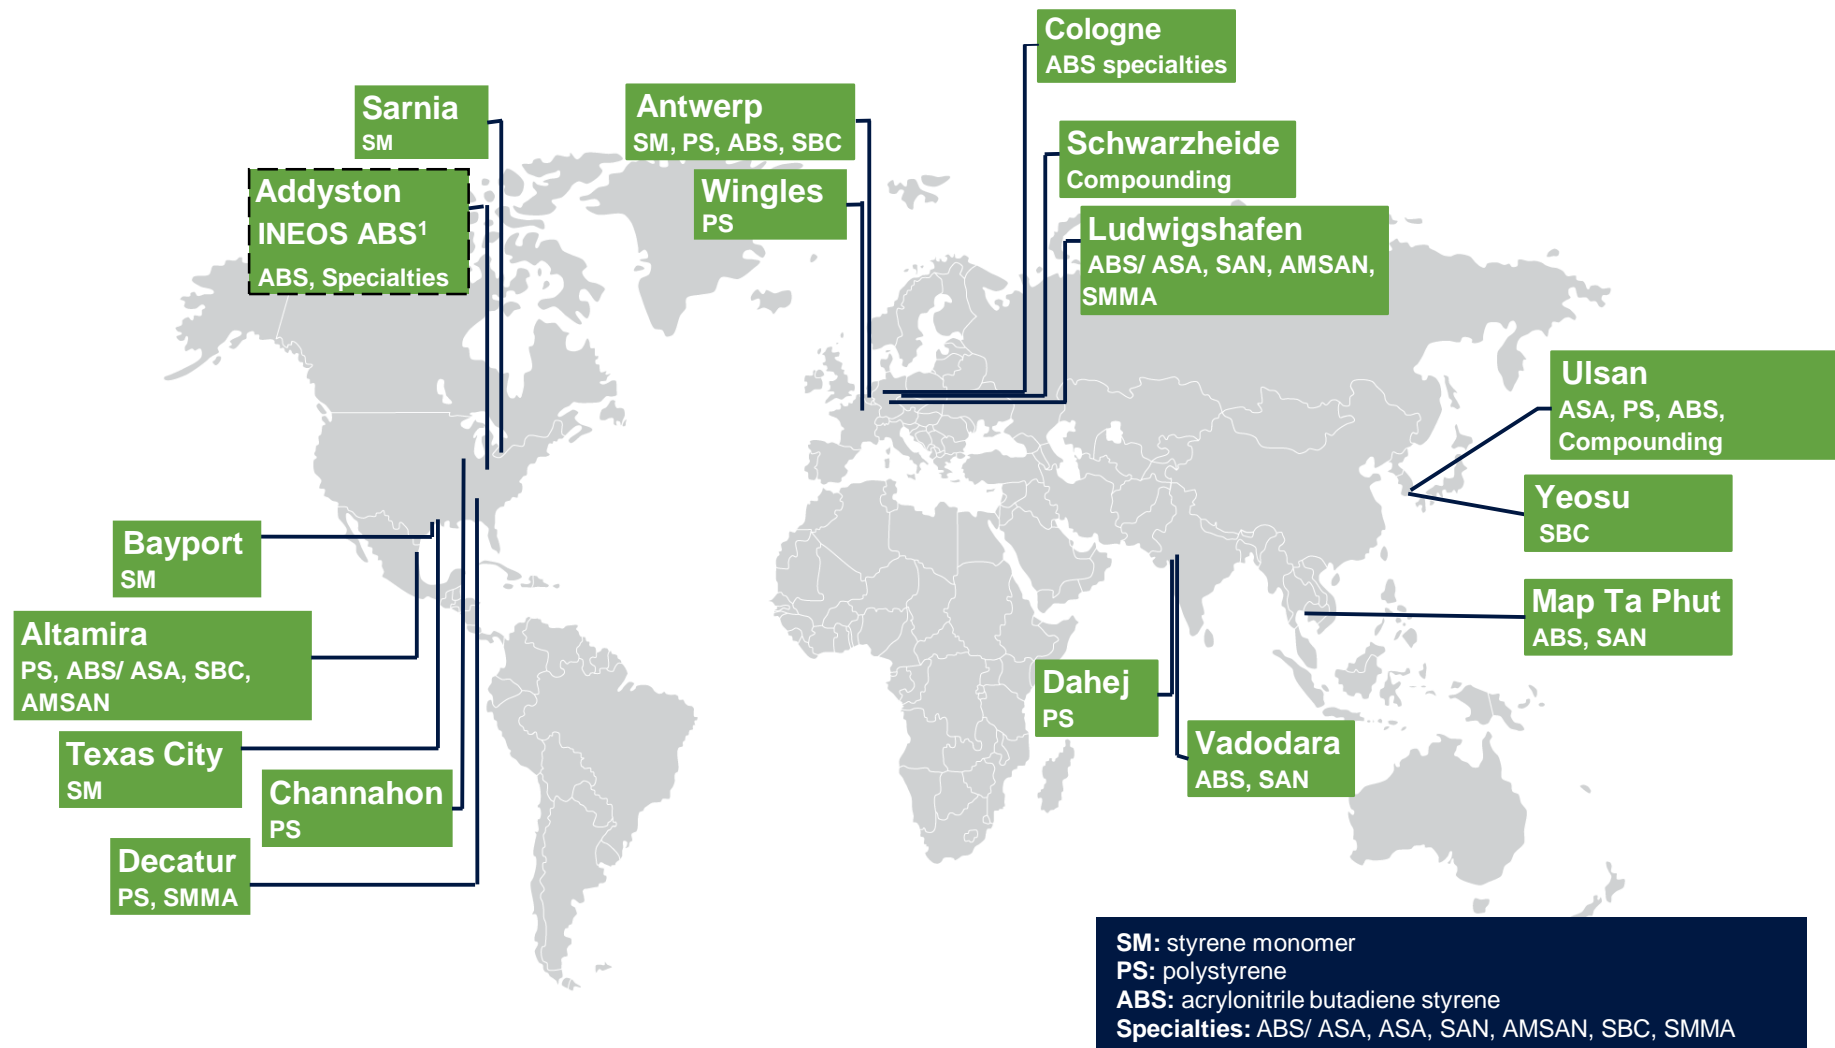 Cologne
ABS specialties
Sarnia
SM
Antwerp
SM, PS, ABS, SBC
Schwarzheide
Compounding
Addyston
INEOS ABS¹
ABS, Specialties
Wingles
PS
Ludwigshafen
ABS/ ASA, SAN, AMSAN,
SMMA
Ulsan
ASA, PS, ABS,
Compounding
Yeosu
SBC
Bayport
SM
Map Ta Phut
ABS, SAN
Altamira
PS, ABS/ ASA, SBC,
AMSAN
Dahej
PS
Texas City
SM
Vadodara
ABS, SAN
Channahon
PS
Decatur
PS, SMMA
SM: styrene monomer
PS: polystyrene
ABS: acrylonitrile butadiene styrene
Specialties: ABS/ ASA, ASA, SAN, AMSAN, SBC, SMMA